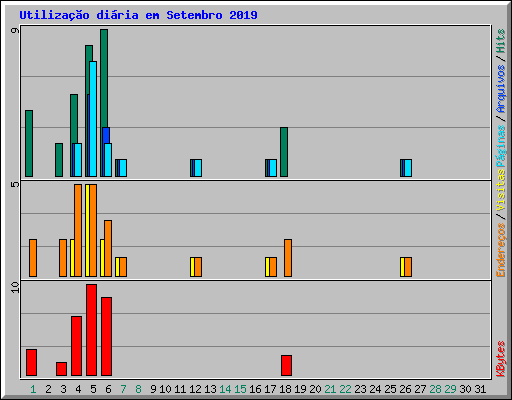 Utilização diária em Setembro 2019
9
5
10
Hits / Arquivos / Páginas
Visitas / Endereços
KBytes
1 2 3 4 5 6 7 8 9 10 11 12 13 14 15 16 17 18 19 20 21 22 23 24 25 26 27 28 29 30 31